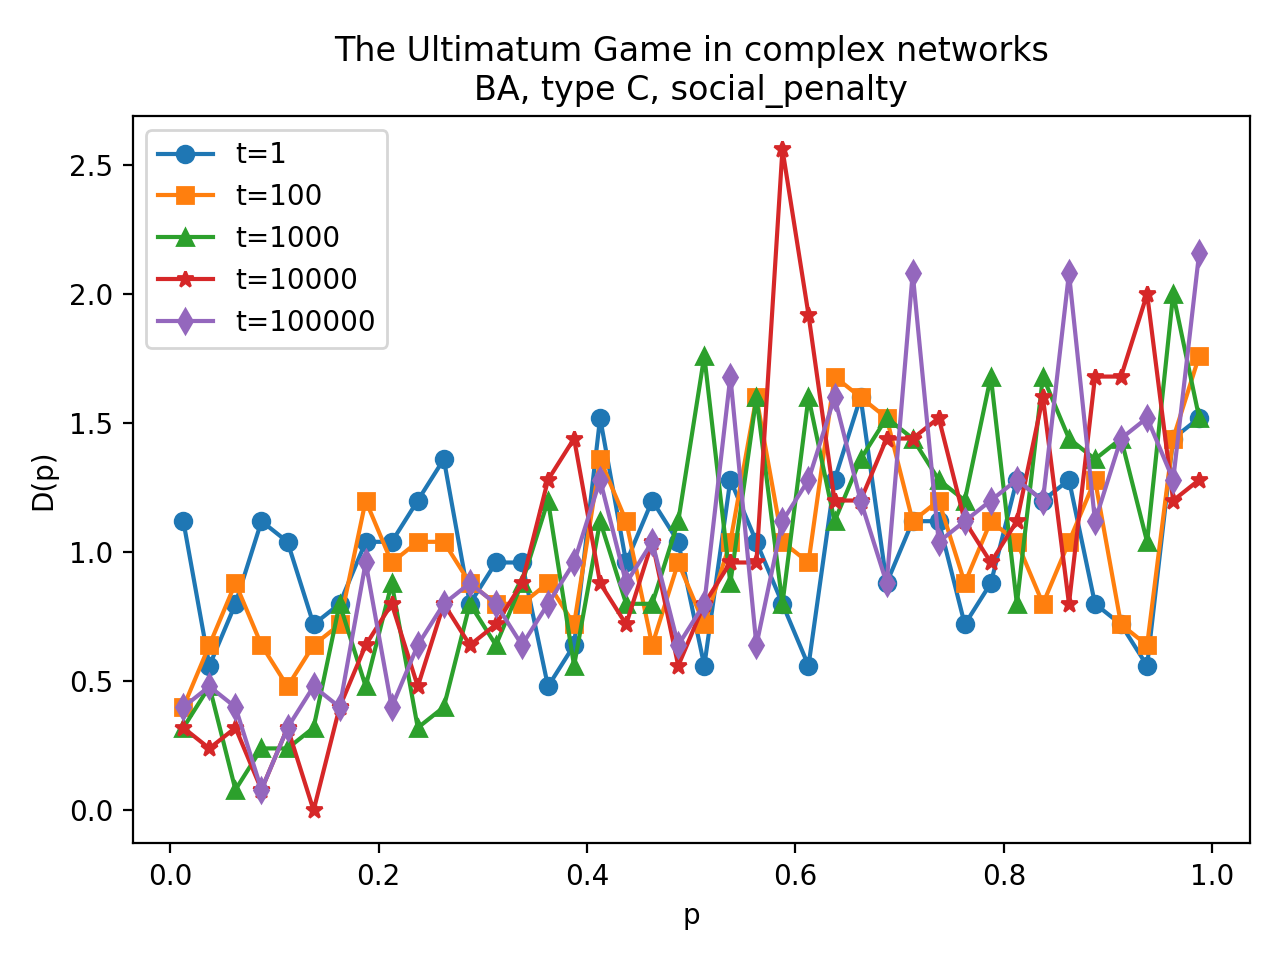 The Ultimatum Game in complex networks
BA, type C, social_penalty
t=1
t=100
t=1000
t=10000
t=100000
D(p)
2.5
2.0
1.5
1.0
0.5
0.0
0.0 0.2 0.4 0.6 0.8 1.0
p